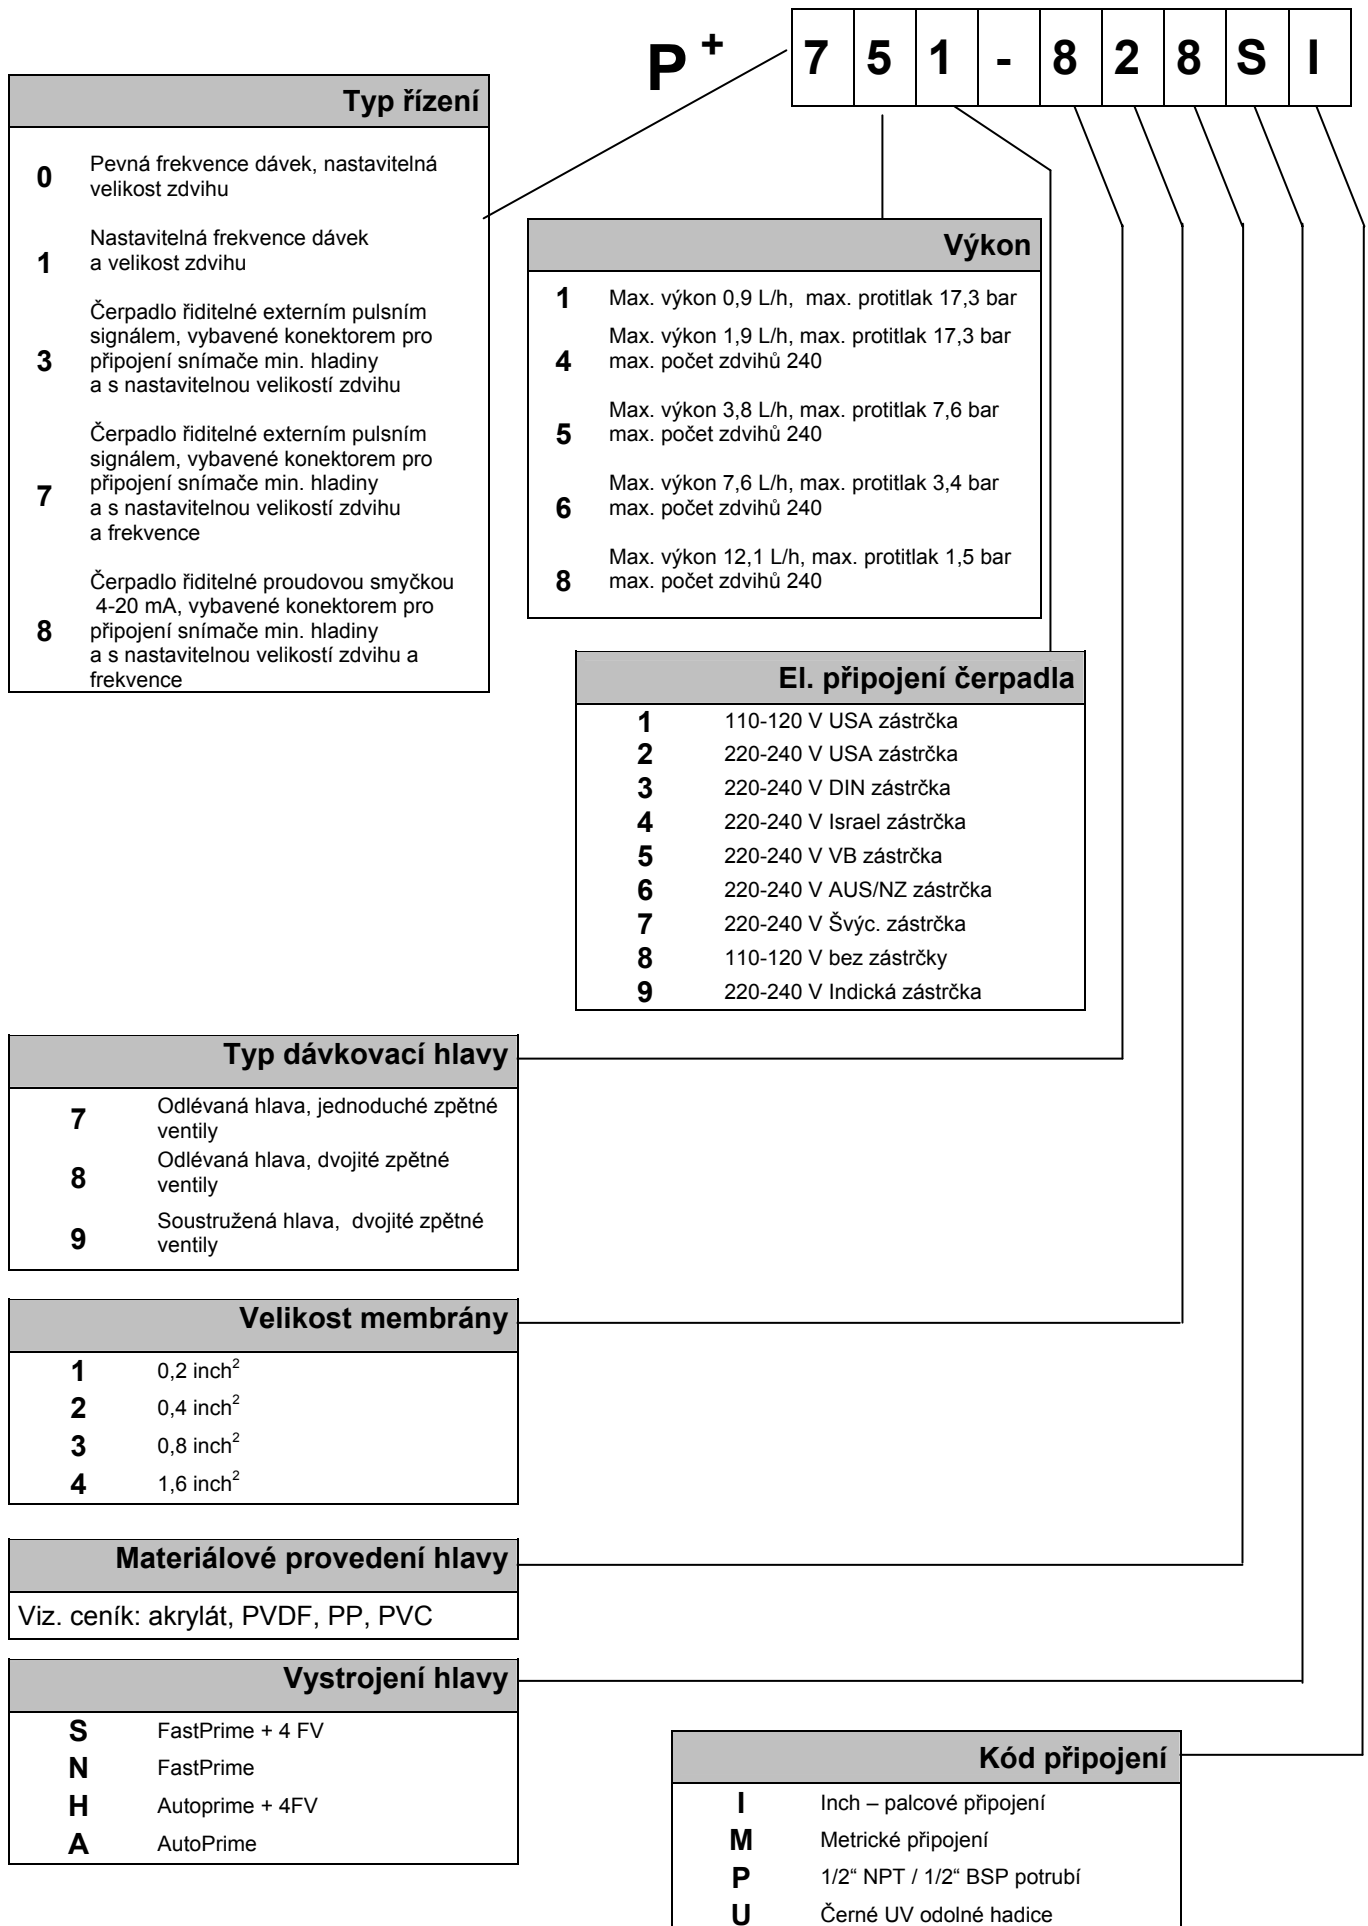 P + 7 5 1 - 8 2 8 S I
Typ řízení
0 Pevná frekvence dávek, nastavitelná
velikost zdvihu
Nastavitelná frekvence dávek
1 a velikost zdvihu
Čerpadlo řiditelné externím pulsním
signálem, vybavené konektorem pro
3 připojení snímače min. hladiny
a s nastavitelnou velikostí zdvihu
Čerpadlo řiditelné externím pulsním
signálem, vybavené konektorem pro
7 připojení snímače min. hladiny
a s nastavitelnou velikostí zdvihu
a frekvence
Čerpadlo řiditelné proudovou smyčkou
4-20 mA, vybavené konektorem pro
8 připojení snímače min. hladiny
a s nastavitelnou velikostí zdvihu a
frekvence
Výkon
1 Max. výkon 0,9 L/h, max. protitlak 17,3 bar
Max. výkon 1,9 L/h, max. protitlak 17,3 bar
4 max. počet zdvihů 240
Max. výkon 3,8 L/h, max. protitlak 7,6 bar
5 max. počet zdvihů 240
Max. výkon 7,6 L/h, max. protitlak 3,4 bar
6 max. počet zdvihů 240
Max. výkon 12,1 L/h, max. protitlak 1,5 bar
8 max. počet zdvihů 240
El. připojení čerpadla
1 110-120 V USA zástrčka
2 220-240 V USA zástrčka
3 220-240 V DIN zástrčka
4 220-240 V Israel zástrčka
5 220-240 V VB zástrčka
6 220-240 V AUS/NZ zástrčka
7 220-240 V Švýc. zástrčka
8 110-120 V bez zástrčky
9 220-240 V Indická zástrčka
Typ dávkovací hlavy
7 Odlévaná hlava, jednoduché zpětné
ventily
8 Odlévaná hlava, dvojité zpětné
ventily
9 Soustružená hlava, dvojité zpětné
ventily
Velikost membrány
1 0,2 inch²
2 0,4 inch²
3 0,8 inch²
4 1,6 inch²
Materiálové provedení hlavy
Viz. ceník: akrylát, PVDF, PP, PVC
Vystrojení hlavy
S FastPrime + 4 FV
N FastPrime
H Autoprime + 4FV
A AutoPrime
Kód připojení
I Inch – palcové připojení
M Metrické připojení
P 1/2“ NPT / 1/2“ BSP potrubí
U Černé UV odolné hadice